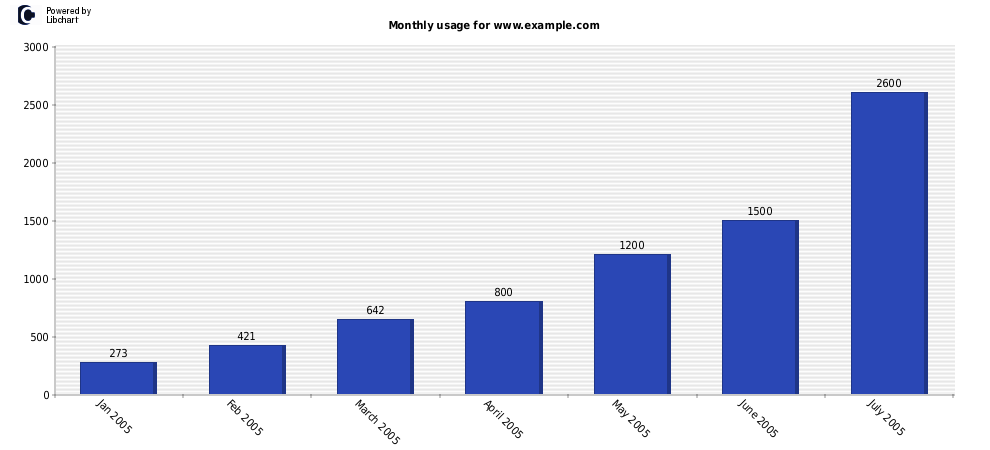 Powered by
Libchart
Monthly usage for www.example.com
3000
2500
2000
1500
1000
500
0
273
421
642
800
1200
1500
2600
Jan 2005
Feb 2005
March 2005
April 2005
May 2005
June 2005
July 2005